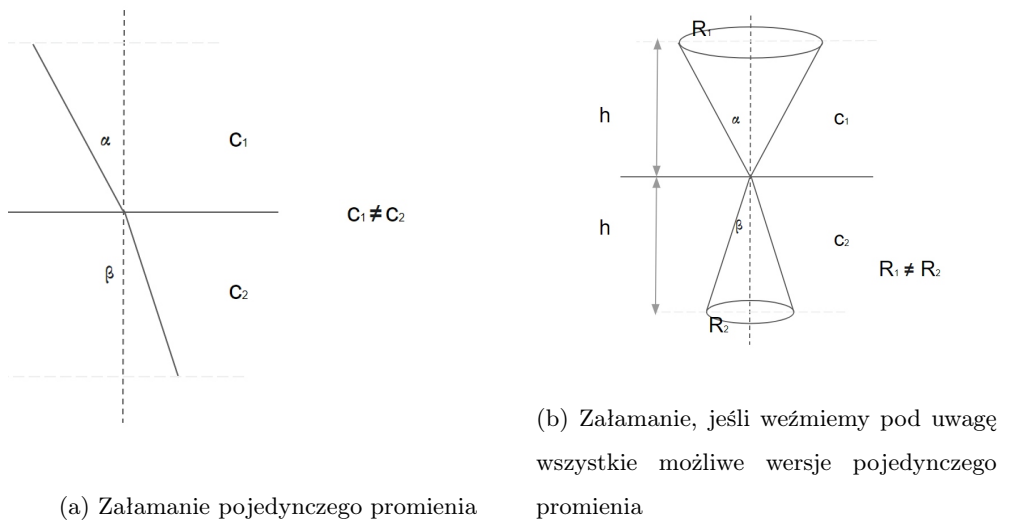 α
C₁
C₁ ≠ C₂
β
C₂
(a) Załamanie pojedynczego promienia
R₁
h
α
C₁
h
β
C₂
R₁ ≠ R₂
R₂
(b) Załamanie, jeśli weźmiemy pod uwagę
wszystkie możliwe wersje pojedynczego
promienia